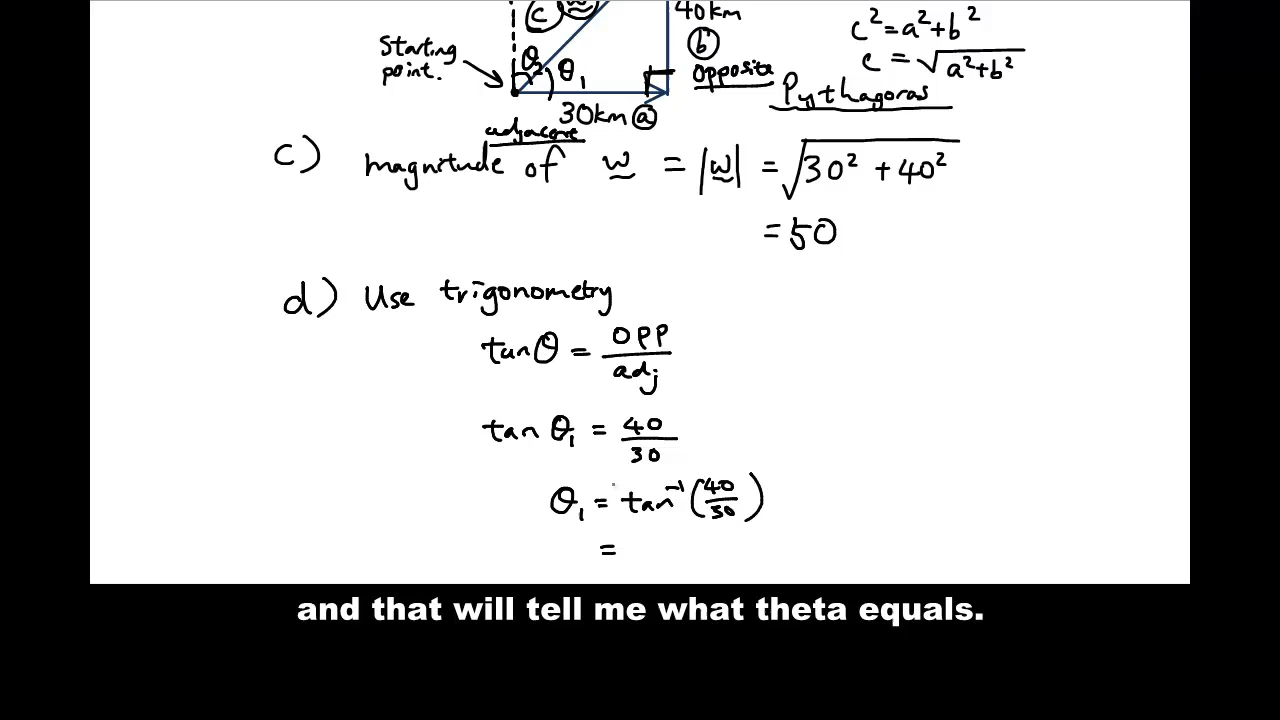 c w
40km
b
opposite
Starting
point.
θ₂ θ₁
30km a
adjacent
c²=a²+b²
c = √a²+b²
Pythagoras
c) magnitude of w = |w| = √30² + 40²
= 50
d) Use trigonometry
tanθ = opp/adj
tan θ₁ = 40/30
θ₁ = tan⁻¹(40/30)
=
and that will tell me what theta equals.